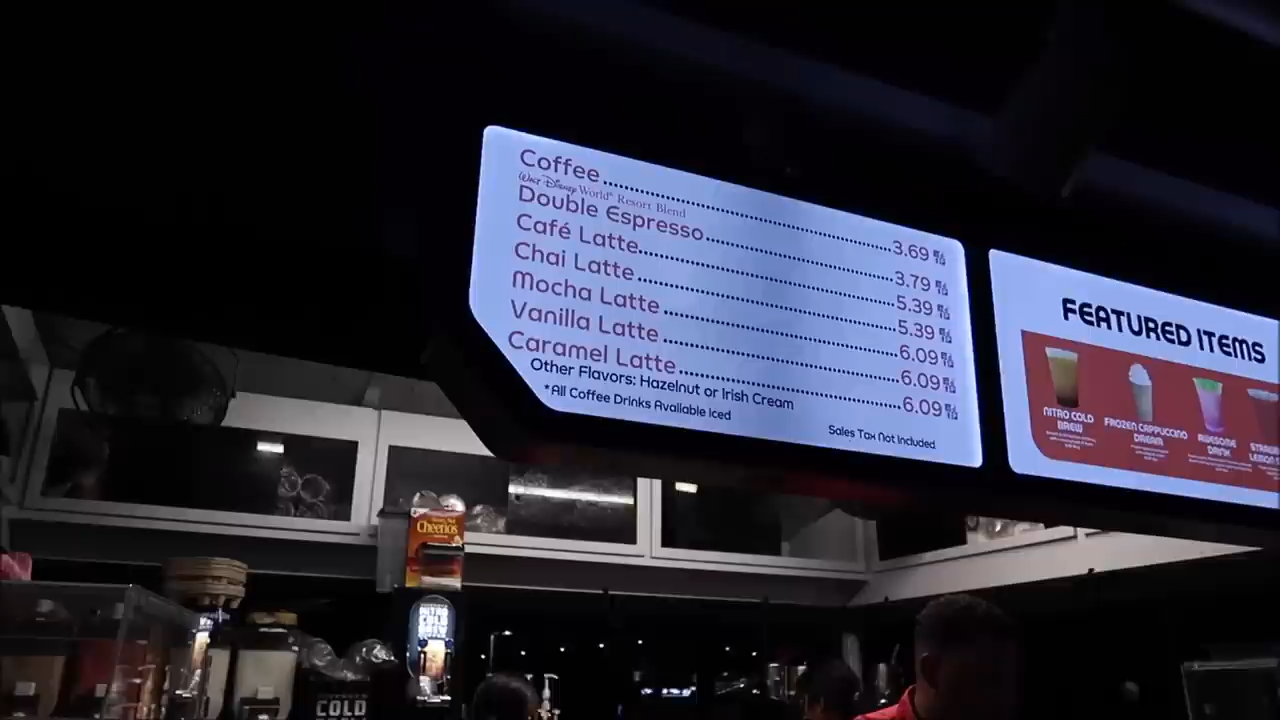 Coffee 3.69
Walt Disney World® Resort Blend
Double Espresso 3.79
Café Latte 5.39
Chai Latte 5.39
Mocha Latte 6.09
Vanilla Latte 6.09
Caramel Latte 6.09
Other Flavors: Hazelnut or Irish Cream
*All Coffee Drinks Available Iced
Sales Tax Not Included.
FEATURED ITEMS
NITRO COLD
BREW
FROZEN CAPPUCCINO
DREAM
AWESOME
DRINK
Cheerios
NITRO
COLD
BREW
COLD